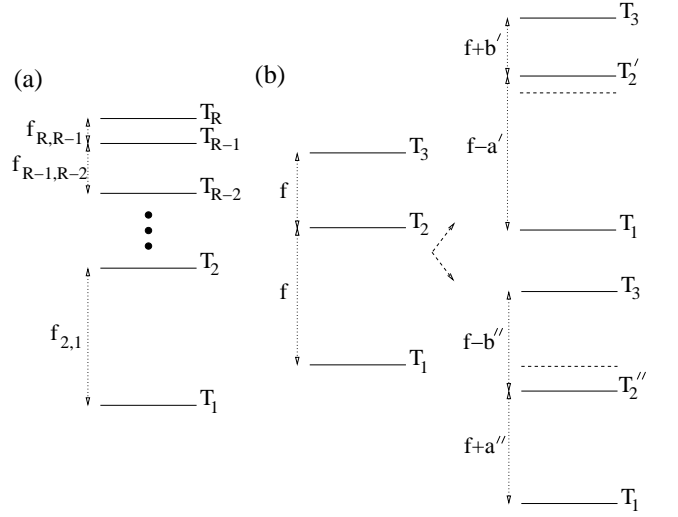 (a)
T_R
f_{R,R−1}
T_{R−1}
f_{R−1,R−2}
T_{R−2}
T_2
f_{2,1}
T_1
(b)
T_3
f
T_2
f
T_1
T_3
f+b′
T_2′
f−a′
T_1
T_3
f−b″
T_2″
f+a″
T_1